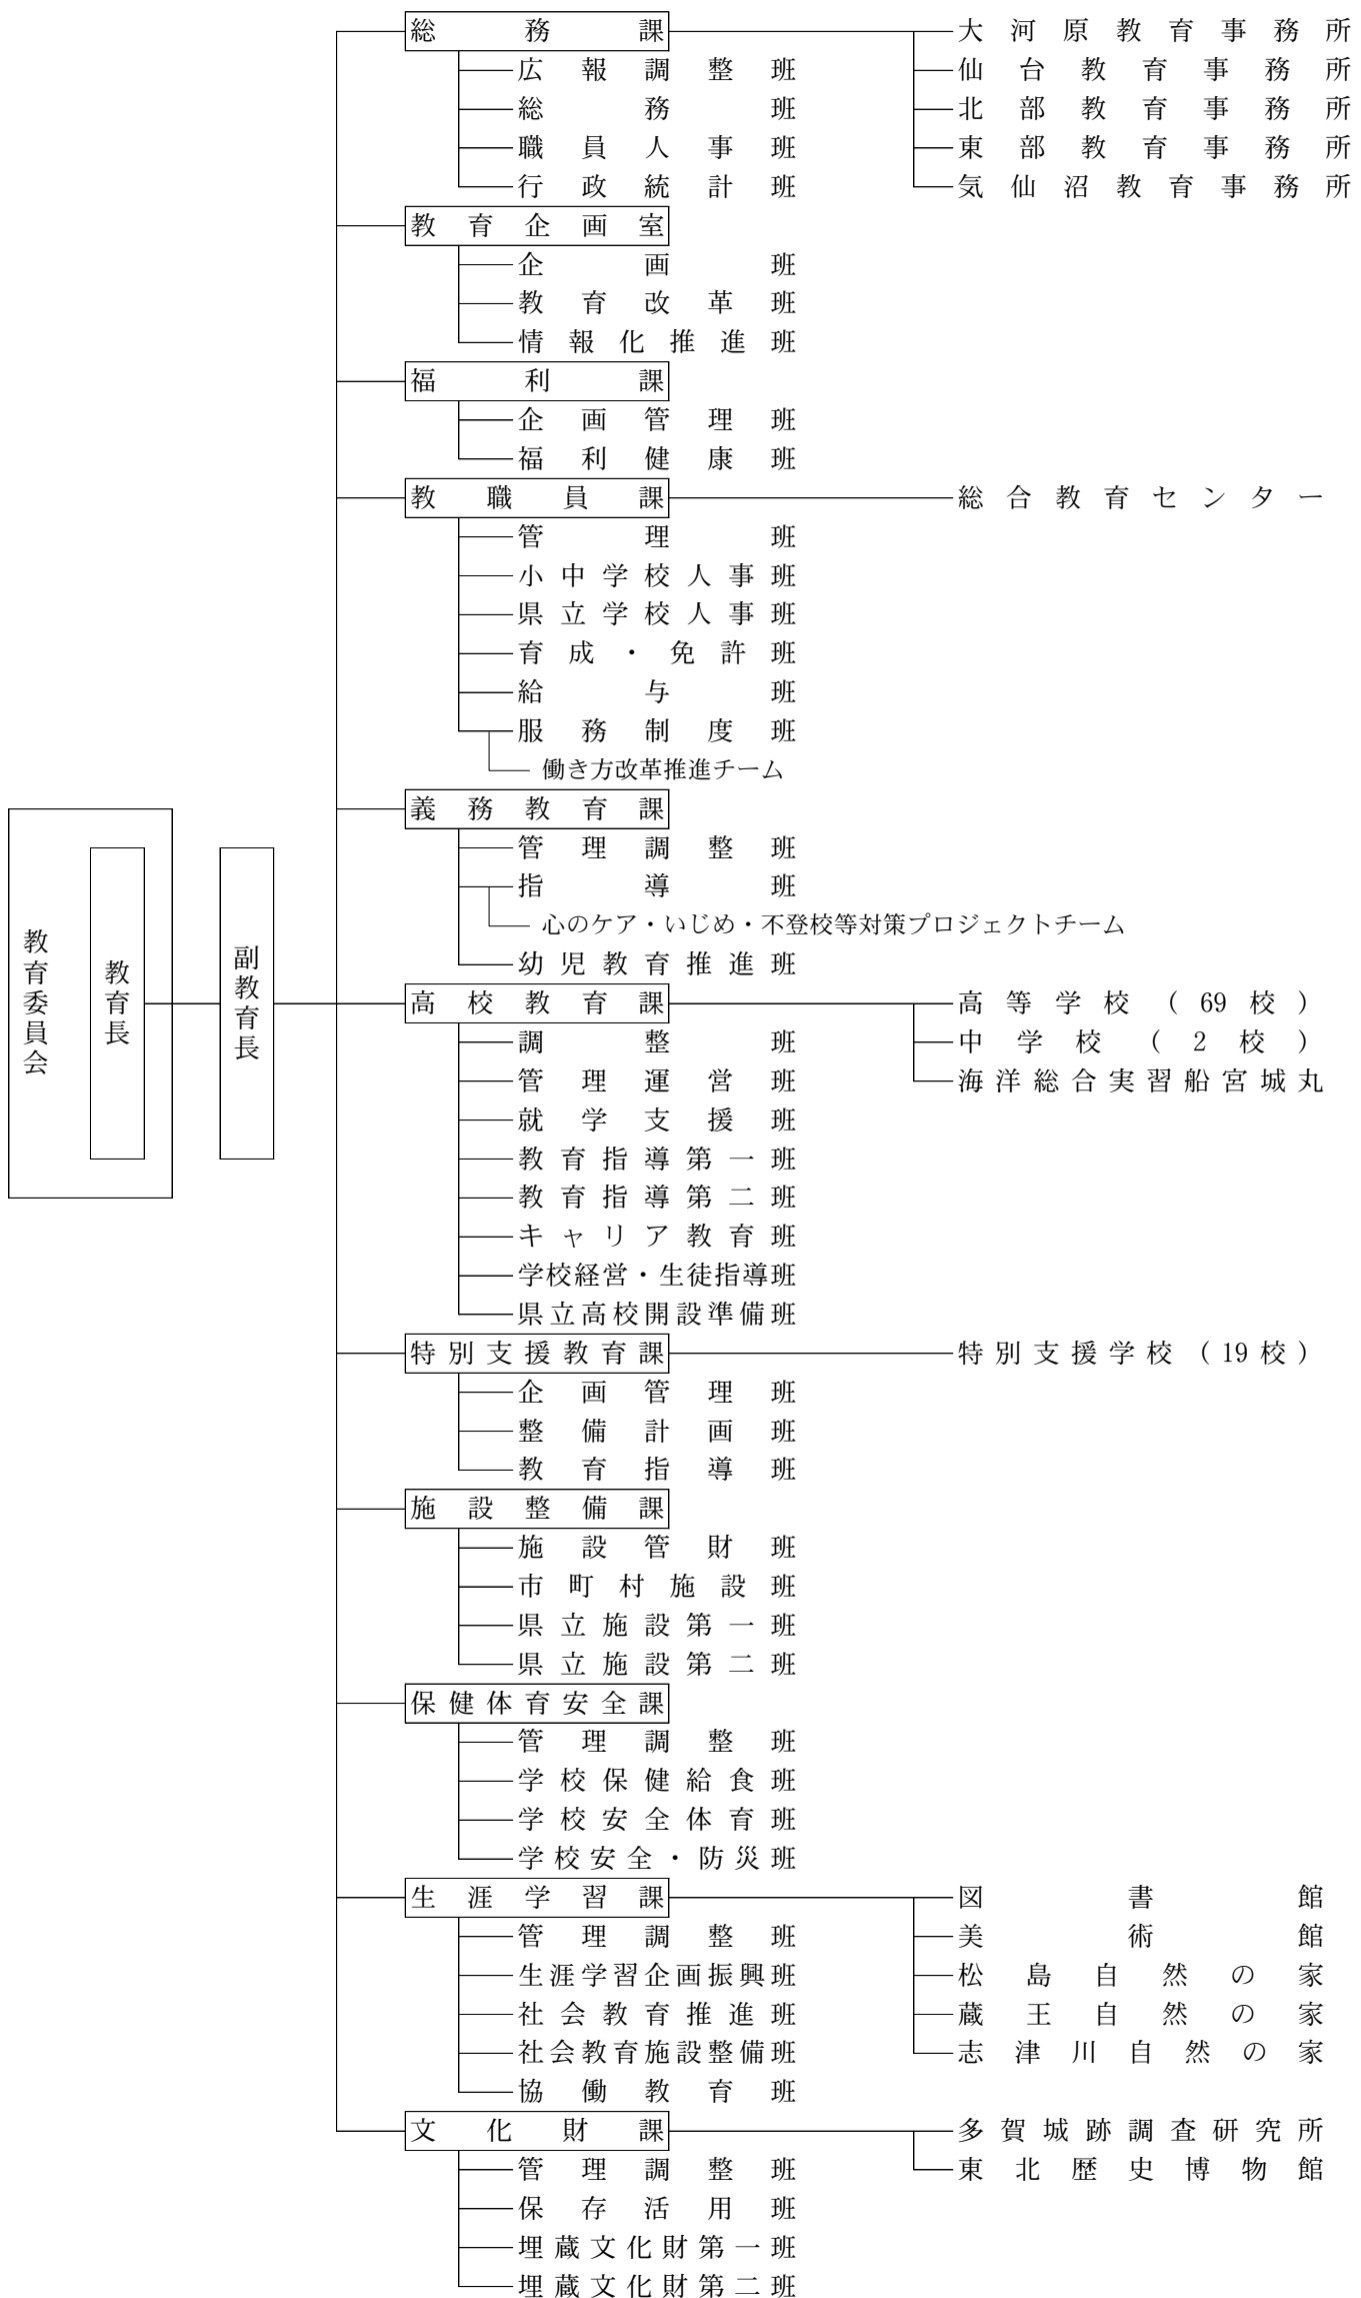 総務課 大河原教育事務所
広報調整班 仙台教育事務所
総務班 北部教育事務所
職員人事班 東部教育事務所
行政統計班 気仙沼教育事務所
教育企画室
企画班
教育改革班
情報化推進班
福利課
企画管理班
福利健康班
教職員課 総合教育センター
管理班
小中学校人事班
県立学校人事班
育成・免許班
給与班
服務制度班
働き方改革推進チーム
義務教育課
管理調整班
指導班
心のケア・いじめ・不登校等対策プロジェクトチーム
幼児教育推進班
教育委員会
教育長
副教育長
高校教育課 高等学校(69校)
調整班 中学校(2校)
管理運営班 海洋総合実習船宮城丸
就学支援班
教育指導第一班
教育指導第二班
キャリア教育班
学校経営・生徒指導班
県立高校開設準備班
特別支援教育課 特別支援学校(19校)
企画管理班
整備計画班
教育指導班
施設整備課
施設管財班
市町村施設班
県立施設第一班
県立施設第二班
保健体育安全課
管理調整班
学校保健給食班
学校安全体育班
学校安全・防災班
生涯学習課 図書館
管理調整班 美術館
生涯学習企画振興班 松島自然の家
社会教育推進班 蔵王自然の家
社会教育施設整備班 志津川自然の家
協働教育班
文化財課 多賀城跡調査研究所
管理調整班 東北歴史博物館
保存活用班
埋蔵文化財第一班
埋蔵文化財第二班